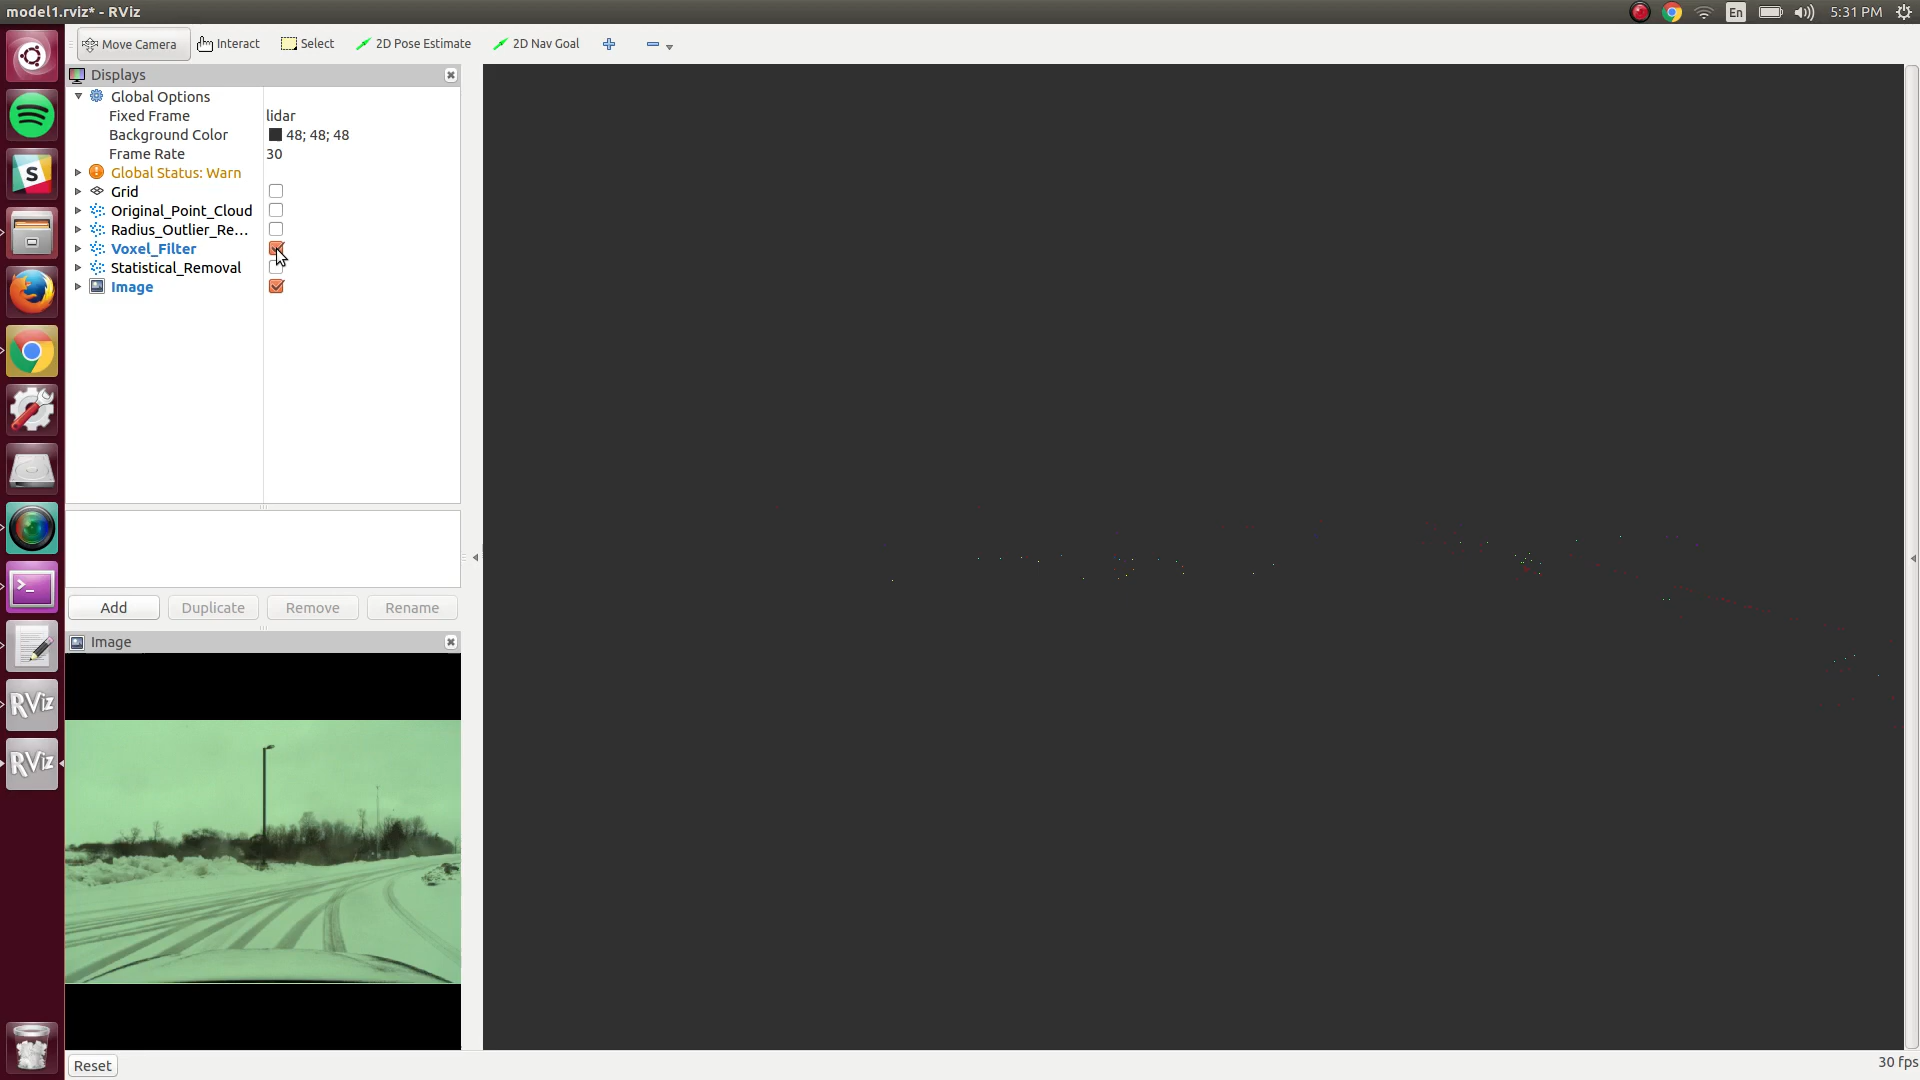 model1.rviz* - RViz
En
5:31 PM
Move Camera
Interact
Select
2D Pose Estimate
2D Nav Goal
Displays
Global Options
Fixed Frame
lidar
Background Color
48; 48; 48
Frame Rate
30
Global Status: Warn
Grid
Original_Point_Cloud
Radius_Outlier_Re...
Voxel_Filter
Statistical_Removal
Image
Add
Duplicate
Remove
Rename
Image
S
>_
RViz
RViz
Reset
30 fps